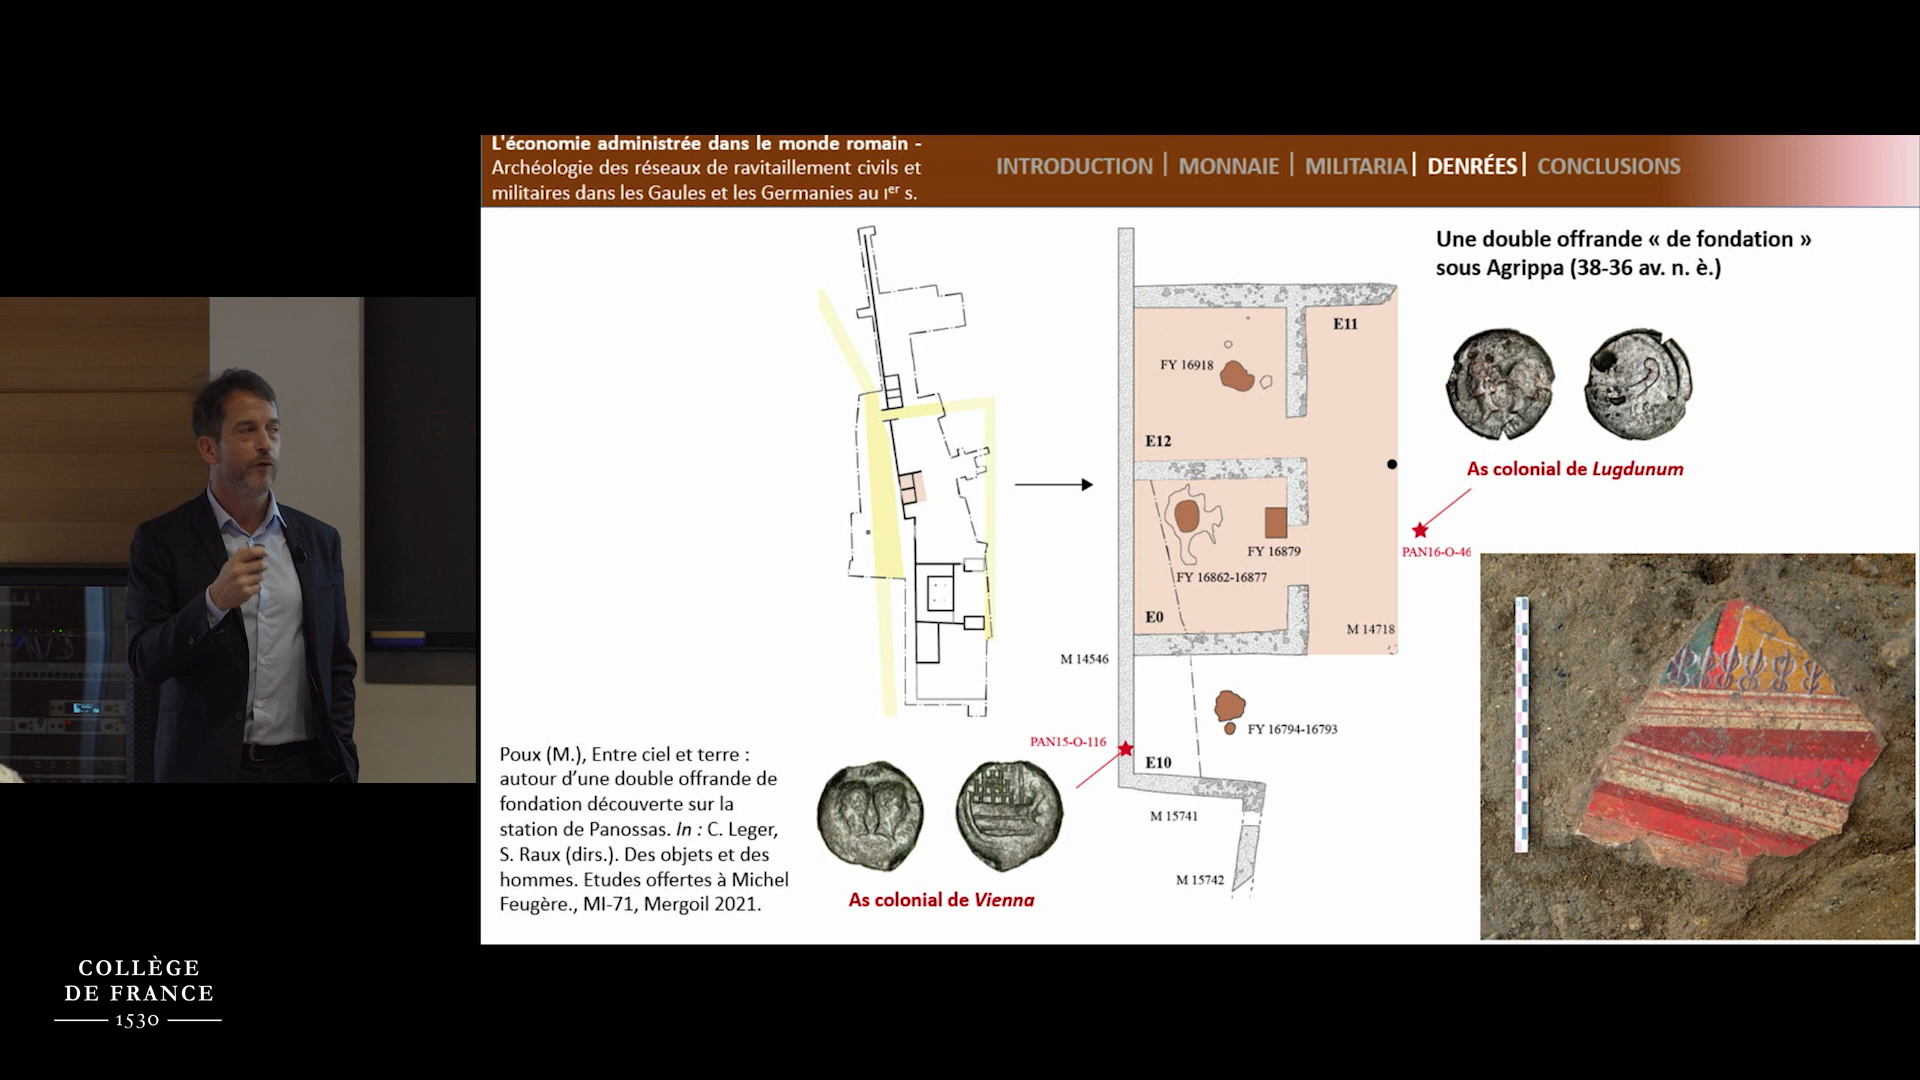 L'économie administrée dans le monde romain -
Archéologie des réseaux de ravitaillement civils et
militaires dans les Gaules et les Germanies au Ier s.
INTRODUCTION | MONNAIE | MILITARIA | DENRÉES | CONCLUSIONS
Une double offrande « de fondation »
sous Agrippa (38-36 av. n. è.)
E11
FY 16918
E12
As colonial de Lugdunum
PAN16-O-46
FY 16879
FY 16862-16877
E0
M 14718
M 14546
FY 16794-16793
PAN15-O-116
E10
M 15741
M 15742
As colonial de Vienna
Poux (M.), Entre ciel et terre :
autour d'une double offrande de
fondation découverte sur la
station de Panossas. In : C. Leger,
S. Raux (dirs.). Des objets et des
hommes. Etudes offertes à Michel
Feugère., MI-71, Mergoil 2021.
COLLÈGE
DE FRANCE
1530